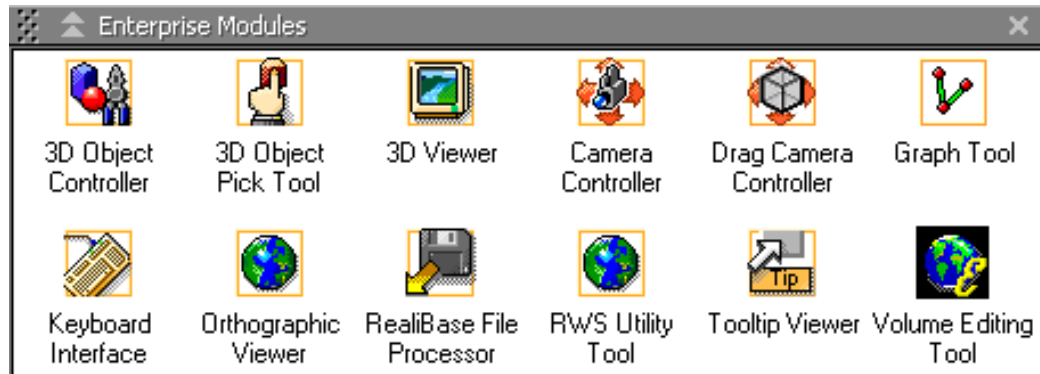 Enterprise Modules
3D Object 3D Object 3D Viewer Camera Drag Camera Graph Tool
Controller Pick Tool Controller Controller
Tip
Keyboard Orthographic RealiBase File RWS Utility Tooltip Viewer Volume Editing
Interface Viewer Processor Tool Tool